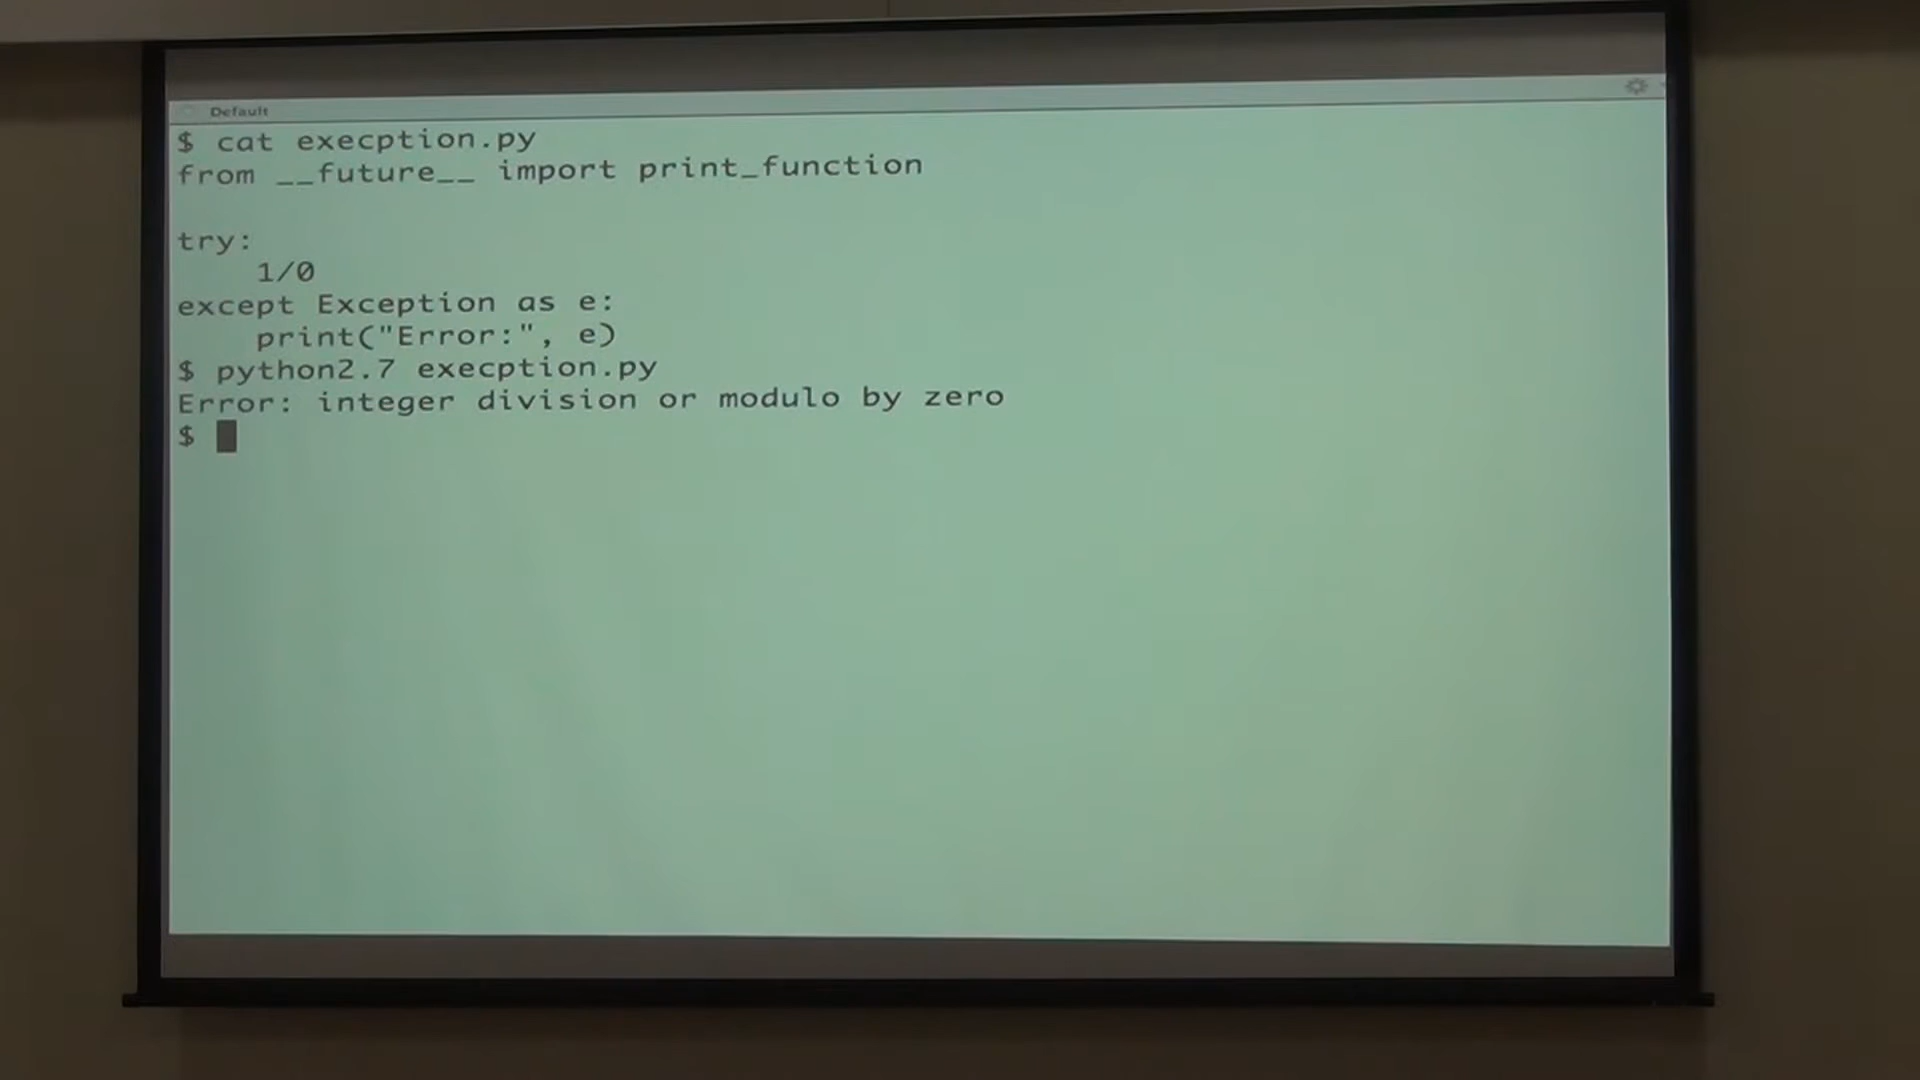 Default
$ cat execption.py
from __future__ import print_function
try:
1/0
except Exception as e:
print("Error:", e)
$ python2.7 execption.py
Error: integer division or modulo by zero
$